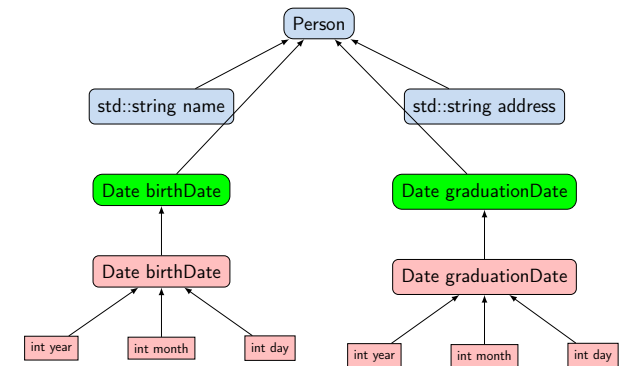 Person
std::string name
std::string address
Date birthDate
Date graduationDate
Date birthDate
Date graduationDate
int year
int month
int day
int year
int month
int day